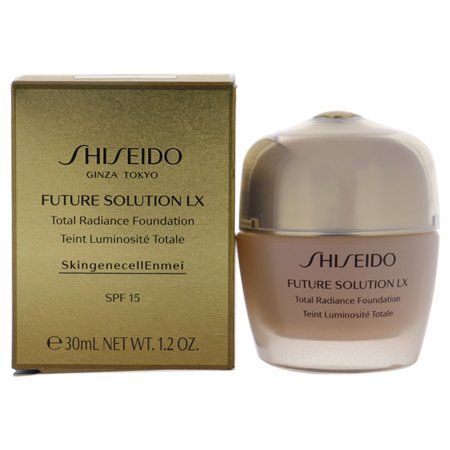 SHISEIDO
GINZA TOKYO
FUTURE SOLUTION LX
Total Radiance Foundation
Teint Luminosité Totale
SkingenecellEnmei
SPF 15
℮30mL NET WT. 1.2 OZ.
SHISEIDO
FUTURE SOLUTION LX
Total Radiance Foundation
Teint Luminosité Totale